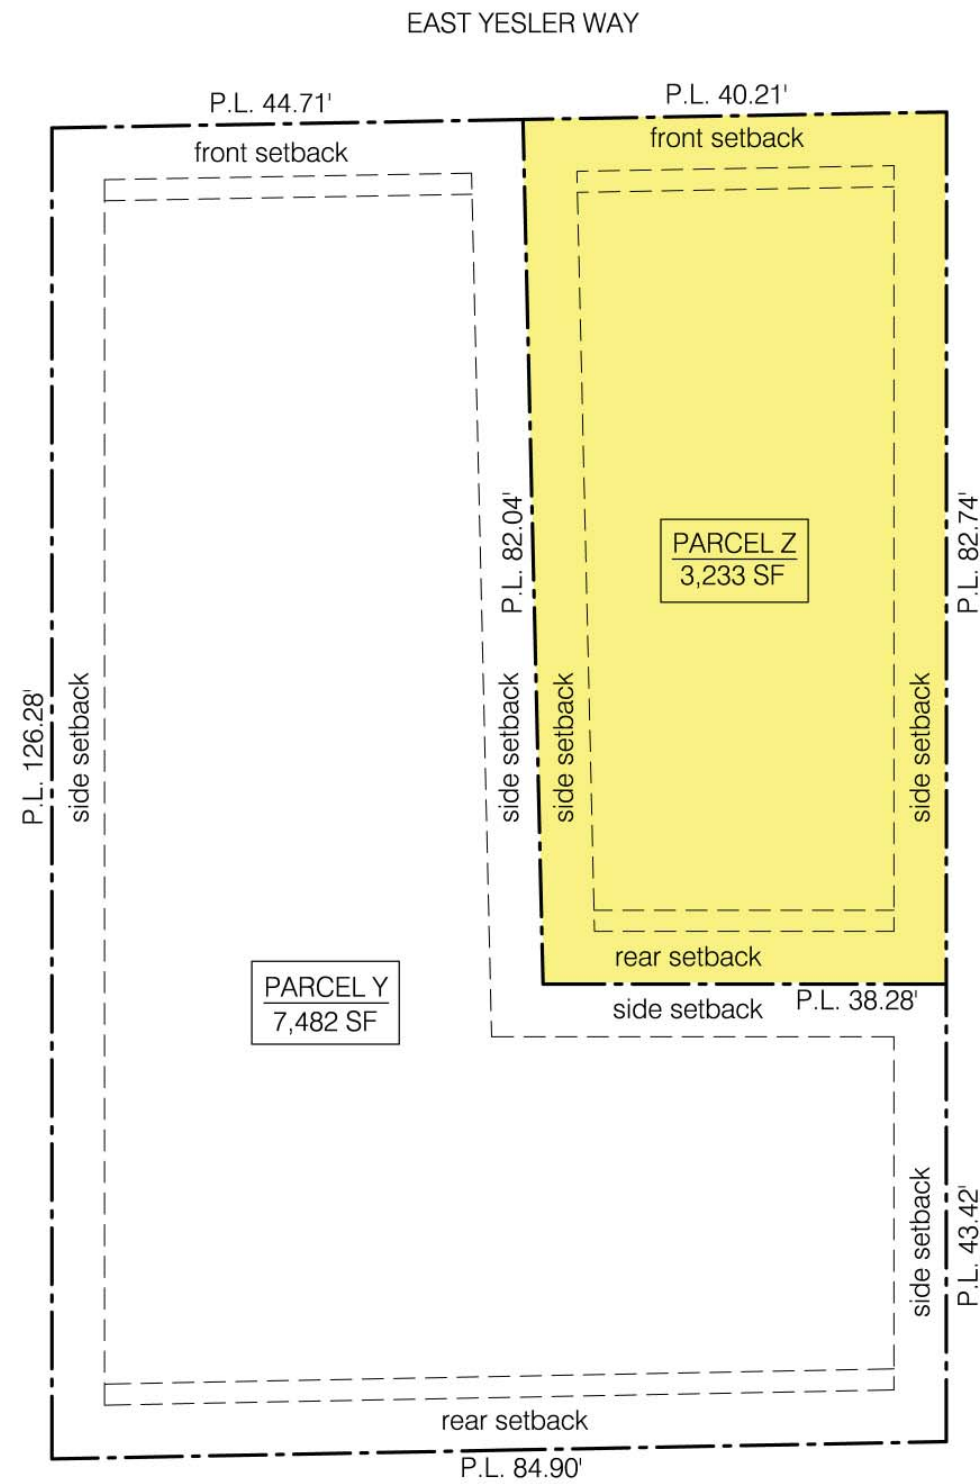 EAST YESLER WAY
P.L. 44.71'
P.L. 40.21'
front setback
front setback
P.L. 82.04'
PARCEL Z
3,233 SF
P.L. 82.74'
P.L. 126.28'
side setback
side setback
side setback
side setback
rear setback
PARCEL Y
7,482 SF
side setback
P.L. 38.28'
side setback
P.L. 43.42'
rear setback
P.L. 84.90'